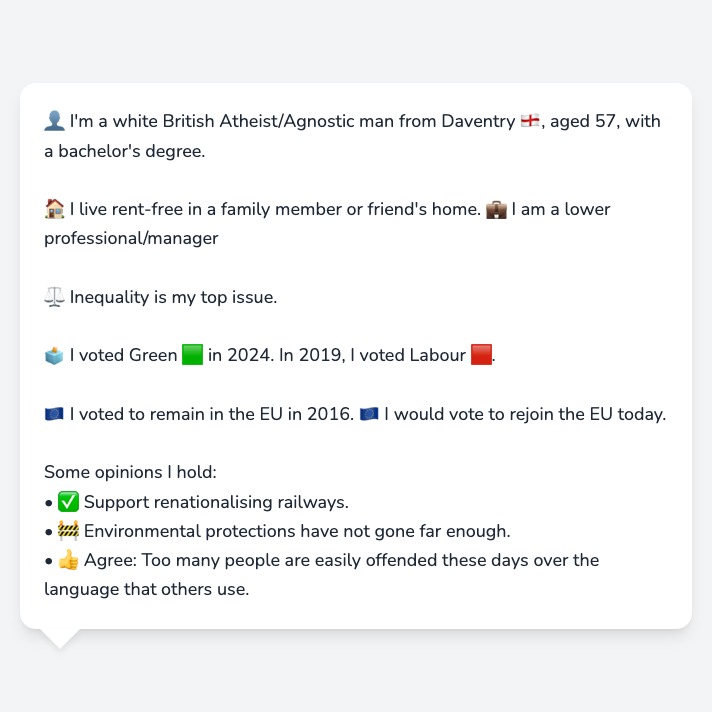 👤 I'm a white British Atheist/Agnostic man from Daventry 🏴󠁧󠁢󠁥󠁮󠁧󠁿, aged 57, with
a bachelor's degree.
🏠 I live rent-free in a family member or friend's home. 💼 I am a lower
professional/manager
⚖️ Inequality is my top issue.
🗳️ I voted Green 🟩 in 2024. In 2019, I voted Labour 🟥.
🇪🇺 I voted to remain in the EU in 2016. 🇪🇺 I would vote to rejoin the EU today.
Some opinions I hold:
• ✅ Support renationalising railways.
• 🚧 Environmental protections have not gone far enough.
• 👍 Agree: Too many people are easily offended these days over the
language that others use.